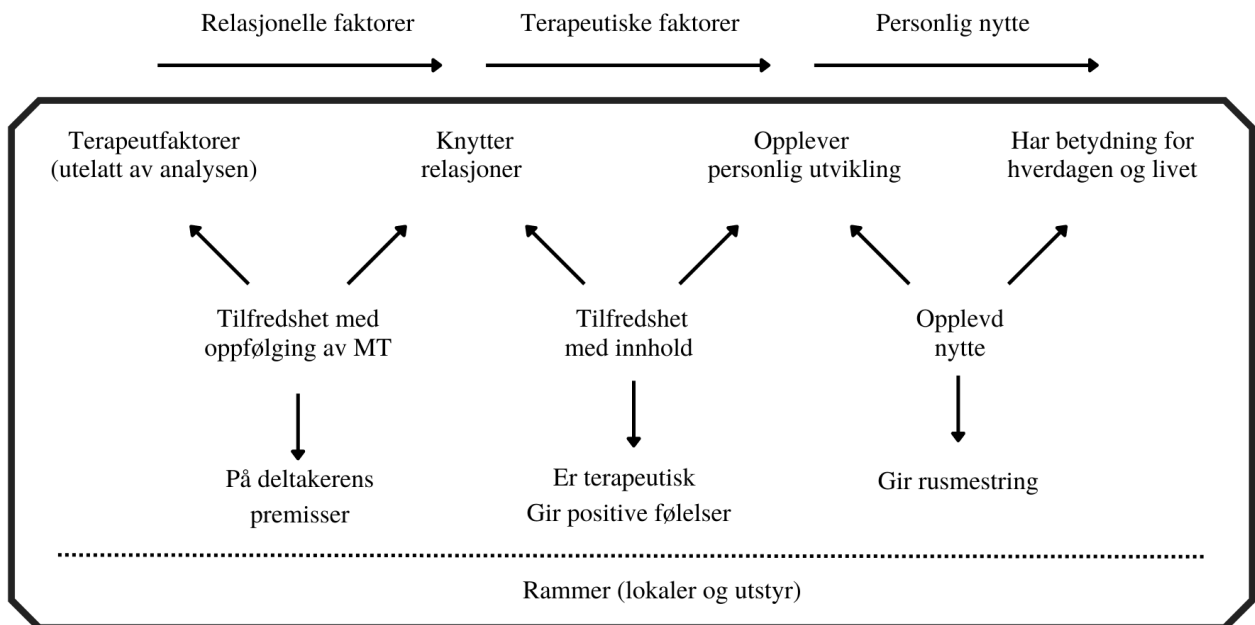 Relasjonelle faktorer
Terapeutiske faktorer
Personlig nytte
Terapeutfaktorer
(utelatt av analysen)
Knytter
relasjoner
Opplever
personlig utvikling
Har betydning for
hverdagen og livet
Tilfredshet med
oppfølging av MT
Tilfredshet
med innhold
Opplevd
nytte
På deltakerens
premisser
Er terapeutisk
Gir positive følelser
Gir rusmestring
Rammer (lokaler og utstyr)